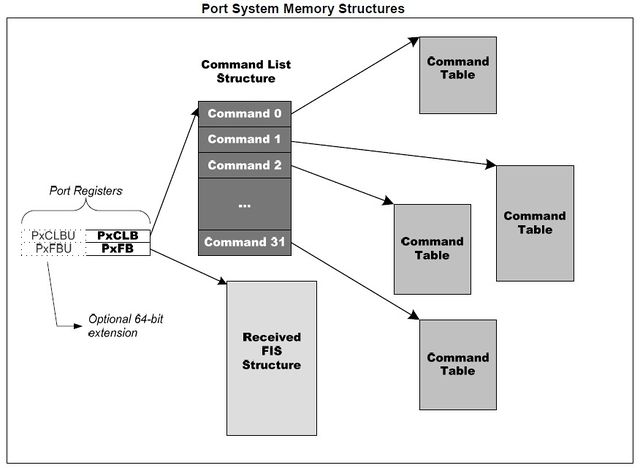 Port System Memory Structures
Command List
Structure
Command 0
Command 1
Command 2
...
Command 31
Command
Table
Command
Table
Command
Table
Command
Table
Port Registers
PxCLBU PxCLB
PxFBU PxFB
Optional 64-bit
extension
Received
FIS
Structure